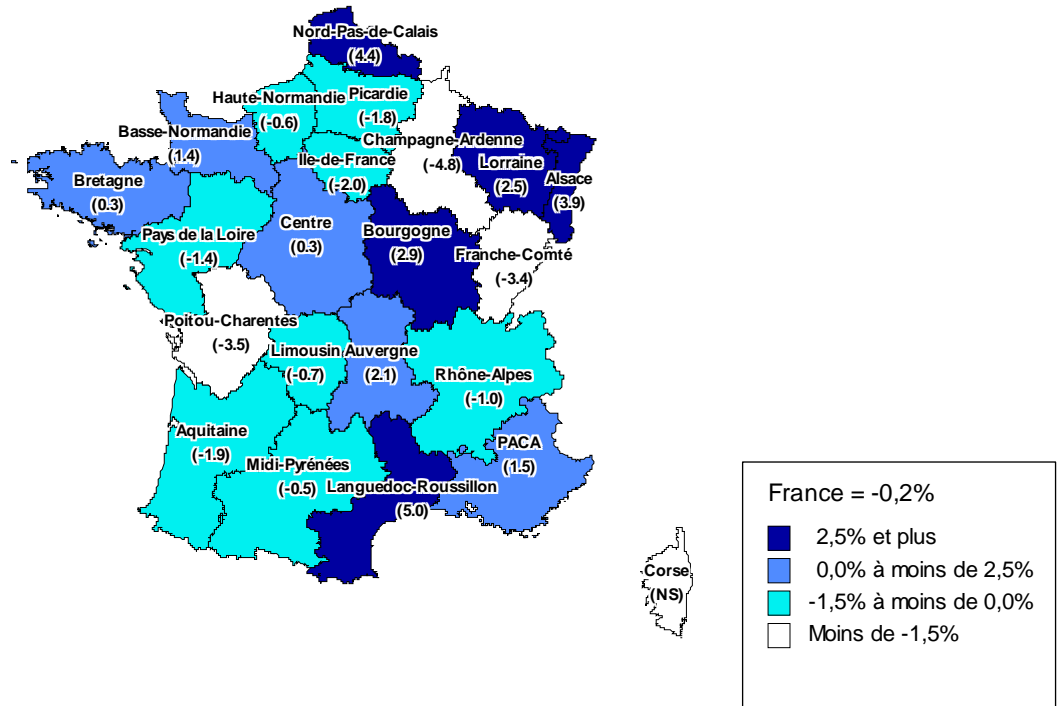 Nord-Pas-de-Calais
(4.4)
Haute-Normandie
(-0.6)
Picardie
(-1.8)
Basse-Normandie
(1.4)
Champagne-Ardenne
(-4.8)
Ile-de-France
(-2.0)
Lorraine
(2.5)
Alsace
(3.9)
Bretagne
(0.3)
Pays de la Loire
(-1.4)
Centre
(0.3)
Bourgogne
(2.9)
Franche-Comté
(-3.4)
Poitou-Charentes
(-3.5)
Limousin
(-0.7)
Auvergne
(2.1)
Rhône-Alpes
(-1.0)
Aquitaine
(-1.9)
Midi-Pyrénées
(-0.5)
Languedoc-Roussillon
(5.0)
PACA
(1.5)
Corse
(NS)
France = -0,2%
2,5% et plus
0,0% à moins de 2,5%
-1,5% à moins de 0,0%
Moins de -1,5%